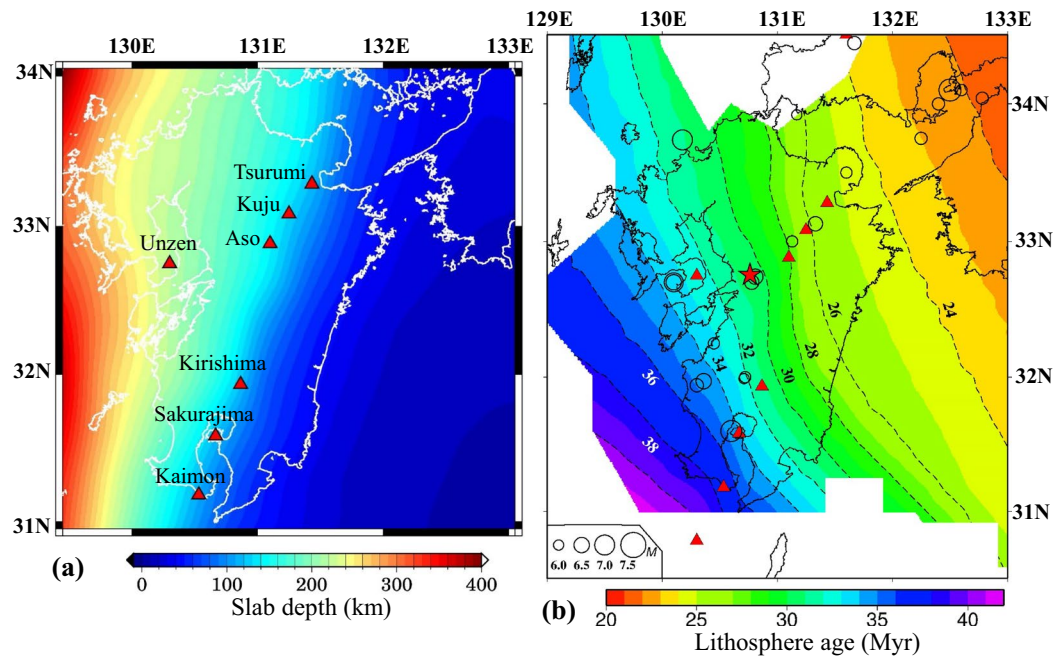 130E 131E 132E 133E
34N
33N
32N
31N
Tsurumi
Kuju
Aso
Unzen
Kirishima
Sakurajima
Kaimon
(a)
0 100 200 300 400
Slab depth (km)
129E 130E 131E 132E 133E
34N
33N
32N
31N
24
26
28
30
32
34
36
38
M
6.0 6.5 7.0 7.5
(b)
20 25 30 35 40
Lithosphere age (Myr)